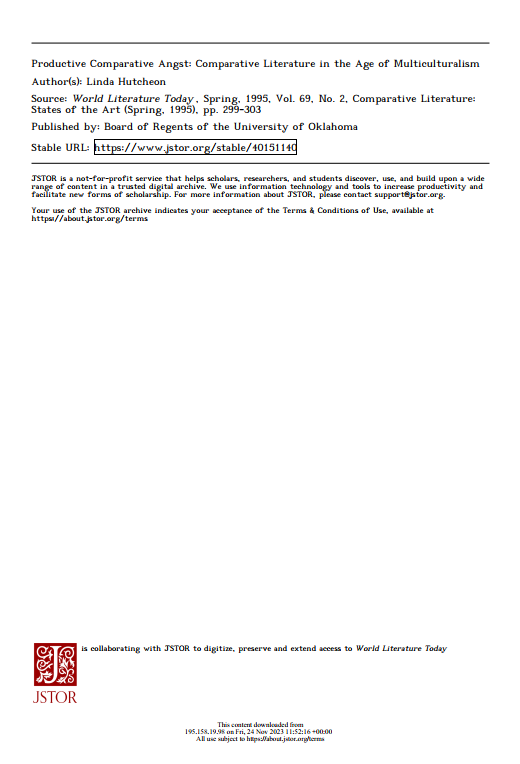 Productive Comparative Angst: Comparative Literature in the Age of Multiculturalism
Author(s): Linda Hutcheon
Source: World Literature Today, Spring, 1995, Vol. 69, No. 2, Comparative Literature:
States of the Art (Spring, 1995), pp. 299-303
Published by: Board of Regents of the University of Oklahoma
Stable URL: https://www.jstor.org/stable/40151140
JSTOR is a not-for-profit service that helps scholars, researchers, and students discover, use, and build upon a wide
range of content in a trusted digital archive. We use information technology and tools to increase productivity and
facilitate new forms of scholarship. For more information about JSTOR, please contact support@jstor.org.
Your use of the JSTOR archive indicates your acceptance of the Terms & Conditions of Use, available at
https://about.jstor.org/terms
is collaborating with JSTOR to digitize, preserve and extend access to World Literature Today
JSTOR
This content downloaded from
195.158.19.98 on Fri, 24 Nov 2023 11:52:16 +00:00
All use subject to https://about.jstor.org/terms